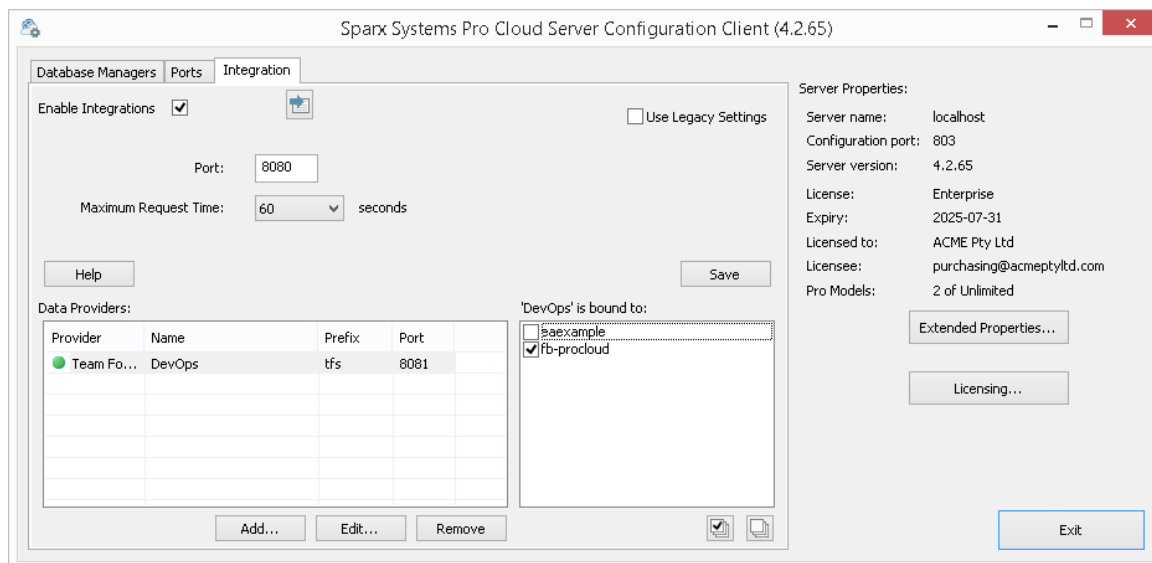 Sparx Systems Pro Cloud Server Configuration Client (4.2.65)
Database Managers Ports Integration
Enable Integrations
Use Legacy Settings
Port: 8080
Maximum Request Time: 60 seconds
Help Save
Data Providers:
Provider Name Prefix Port
Team Fo... DevOps tfs 8081
Add... Edit... Remove
'DevOps' is bound to:
eaexample
fb-procloud
Server Properties:
Server name: localhost
Configuration port: 803
Server version: 4.2.65
License: Enterprise
Expiry: 2025-07-31
Licensed to: ACME Pty Ltd
Licensee: purchasing@acmeptyltd.com
Pro Models: 2 of Unlimited
Extended Properties...
Licensing...
Exit